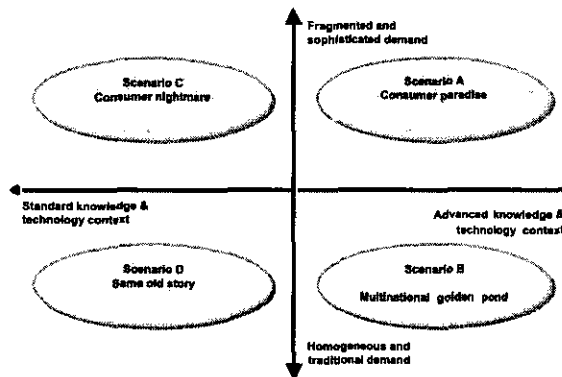 Fragmented and
sophisticated demand
Scenario C
Consumer nightmare
Scenario A
Consumer paradise
Standard knowledge &
technology context
Advanced knowledge &
technology context
Scenario D
Same old story
Scenario B
Multinational golden pond
Homogeneous and
traditional demand